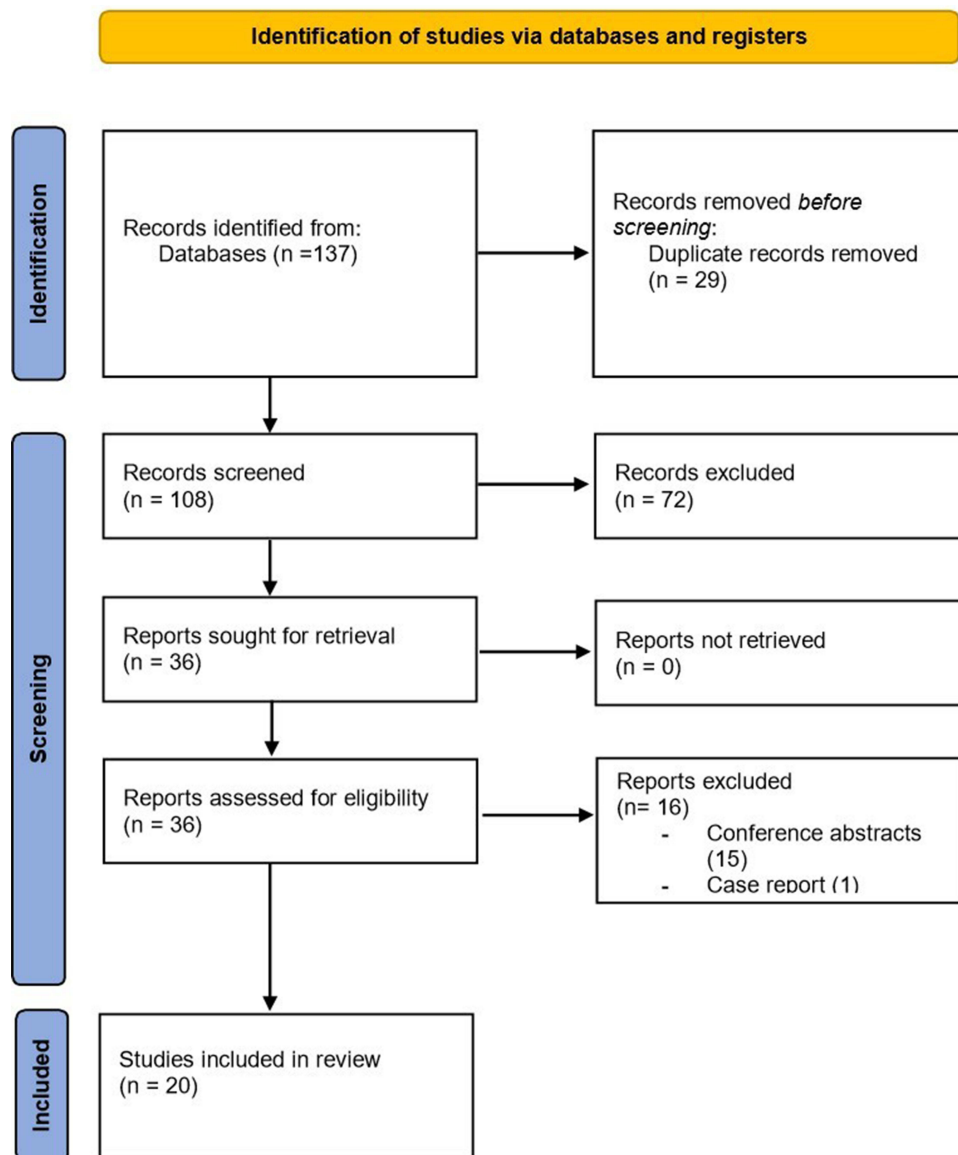 Identification of studies via databases and registers
Identification
Records identified from:
Databases (n =137)
Records removed before
screening:
Duplicate records removed
(n = 29)
Screening
Records screened
(n = 108)
Records excluded
(n = 72)
Reports sought for retrieval
(n = 36)
Reports not retrieved
(n = 0)
Reports assessed for eligibility
(n = 36)
Reports excluded
(n= 16)
- Conference abstracts
(15)
- Case report (1)
Included
Studies included in review
(n = 20)